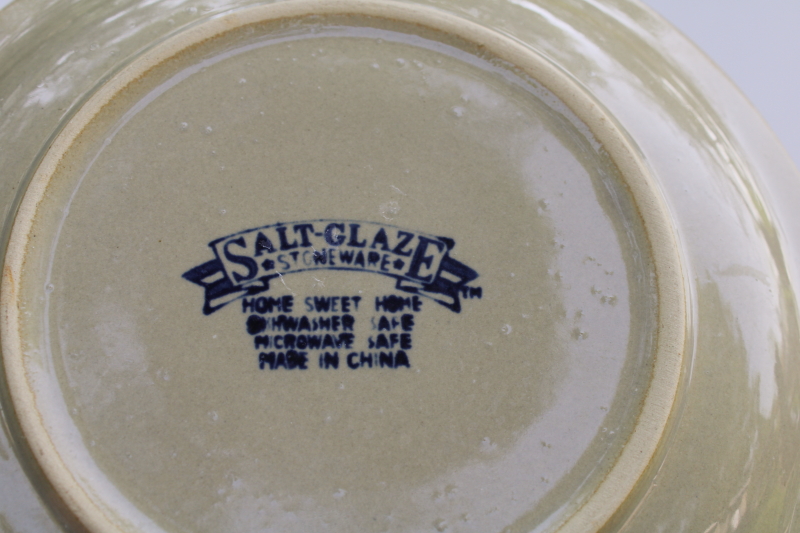 SALT-GLAZE
★STONEWARE★
TM
HOME SWEET HOME
DISHWASHER SAFE
MICROWAVE SAFE
MADE IN CHINA